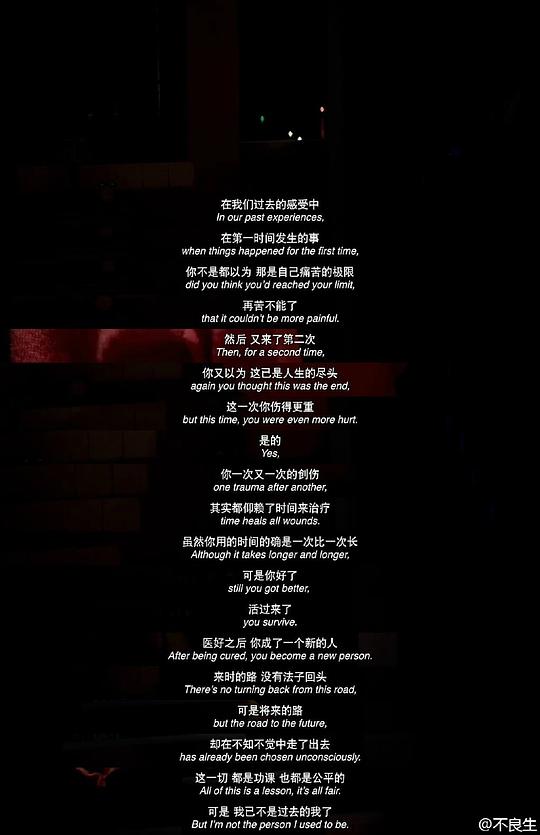 在我们过去的感受中
In our past experiences,
在第一时间发生的事
when things happened for the first time,
你不是都以为 那是自己痛苦的极限
did you think you'd reached your limit,
再苦不能了
that it couldn't be more painful.
然后 又来了第二次
Then, for a second time,
你又以为 这已是人生的尽头
again you thought this was the end,
这一次你伤得更重
but this time, you were even more hurt.
是的
Yes,
你一次又一次的创伤
one trauma after another,
其实都仰赖了时间来治疗
time heals all wounds.
虽然你用的时间的确是一次比一次长
Although it takes longer and longer,
可是你好了
still you got better,
活过来了
you survive.
医好之后 你成了一个新的人
After being cured, you become a new person.
来时的路 没有法子回头
There's no turning back from this road,
可是将来的路
but the road to the future,
却在不知不觉中走了出去
has already been chosen unconsciously.
这一切 都是功课 也都是公平的
All of this is a lesson, it's all fair.
可是 我已不是过去的我了
But I'm not the person I used to be.
@不良生